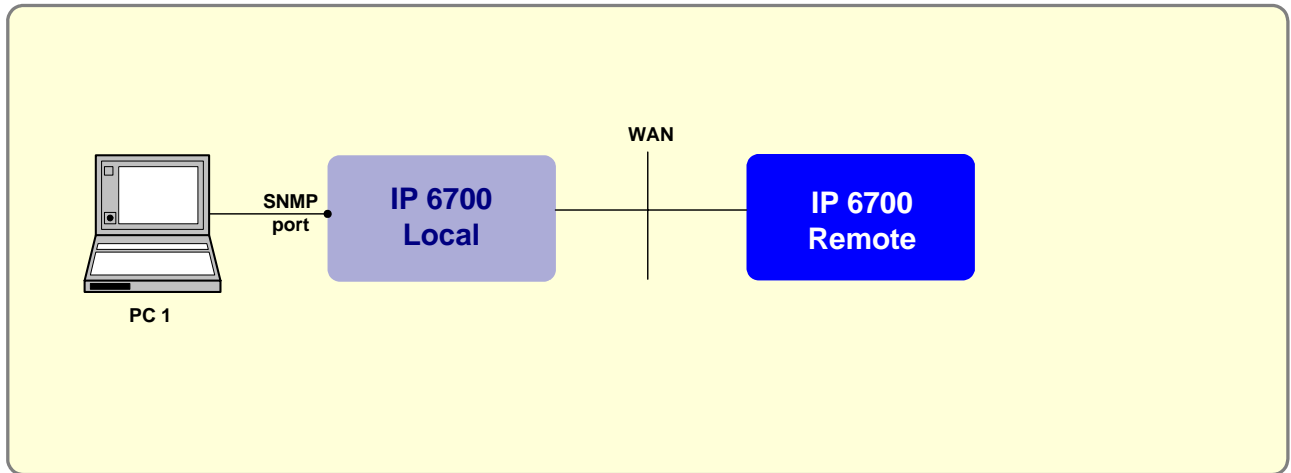 WAN
SNMP
port
IP 6700
Local
IP 6700
Remote
PC 1